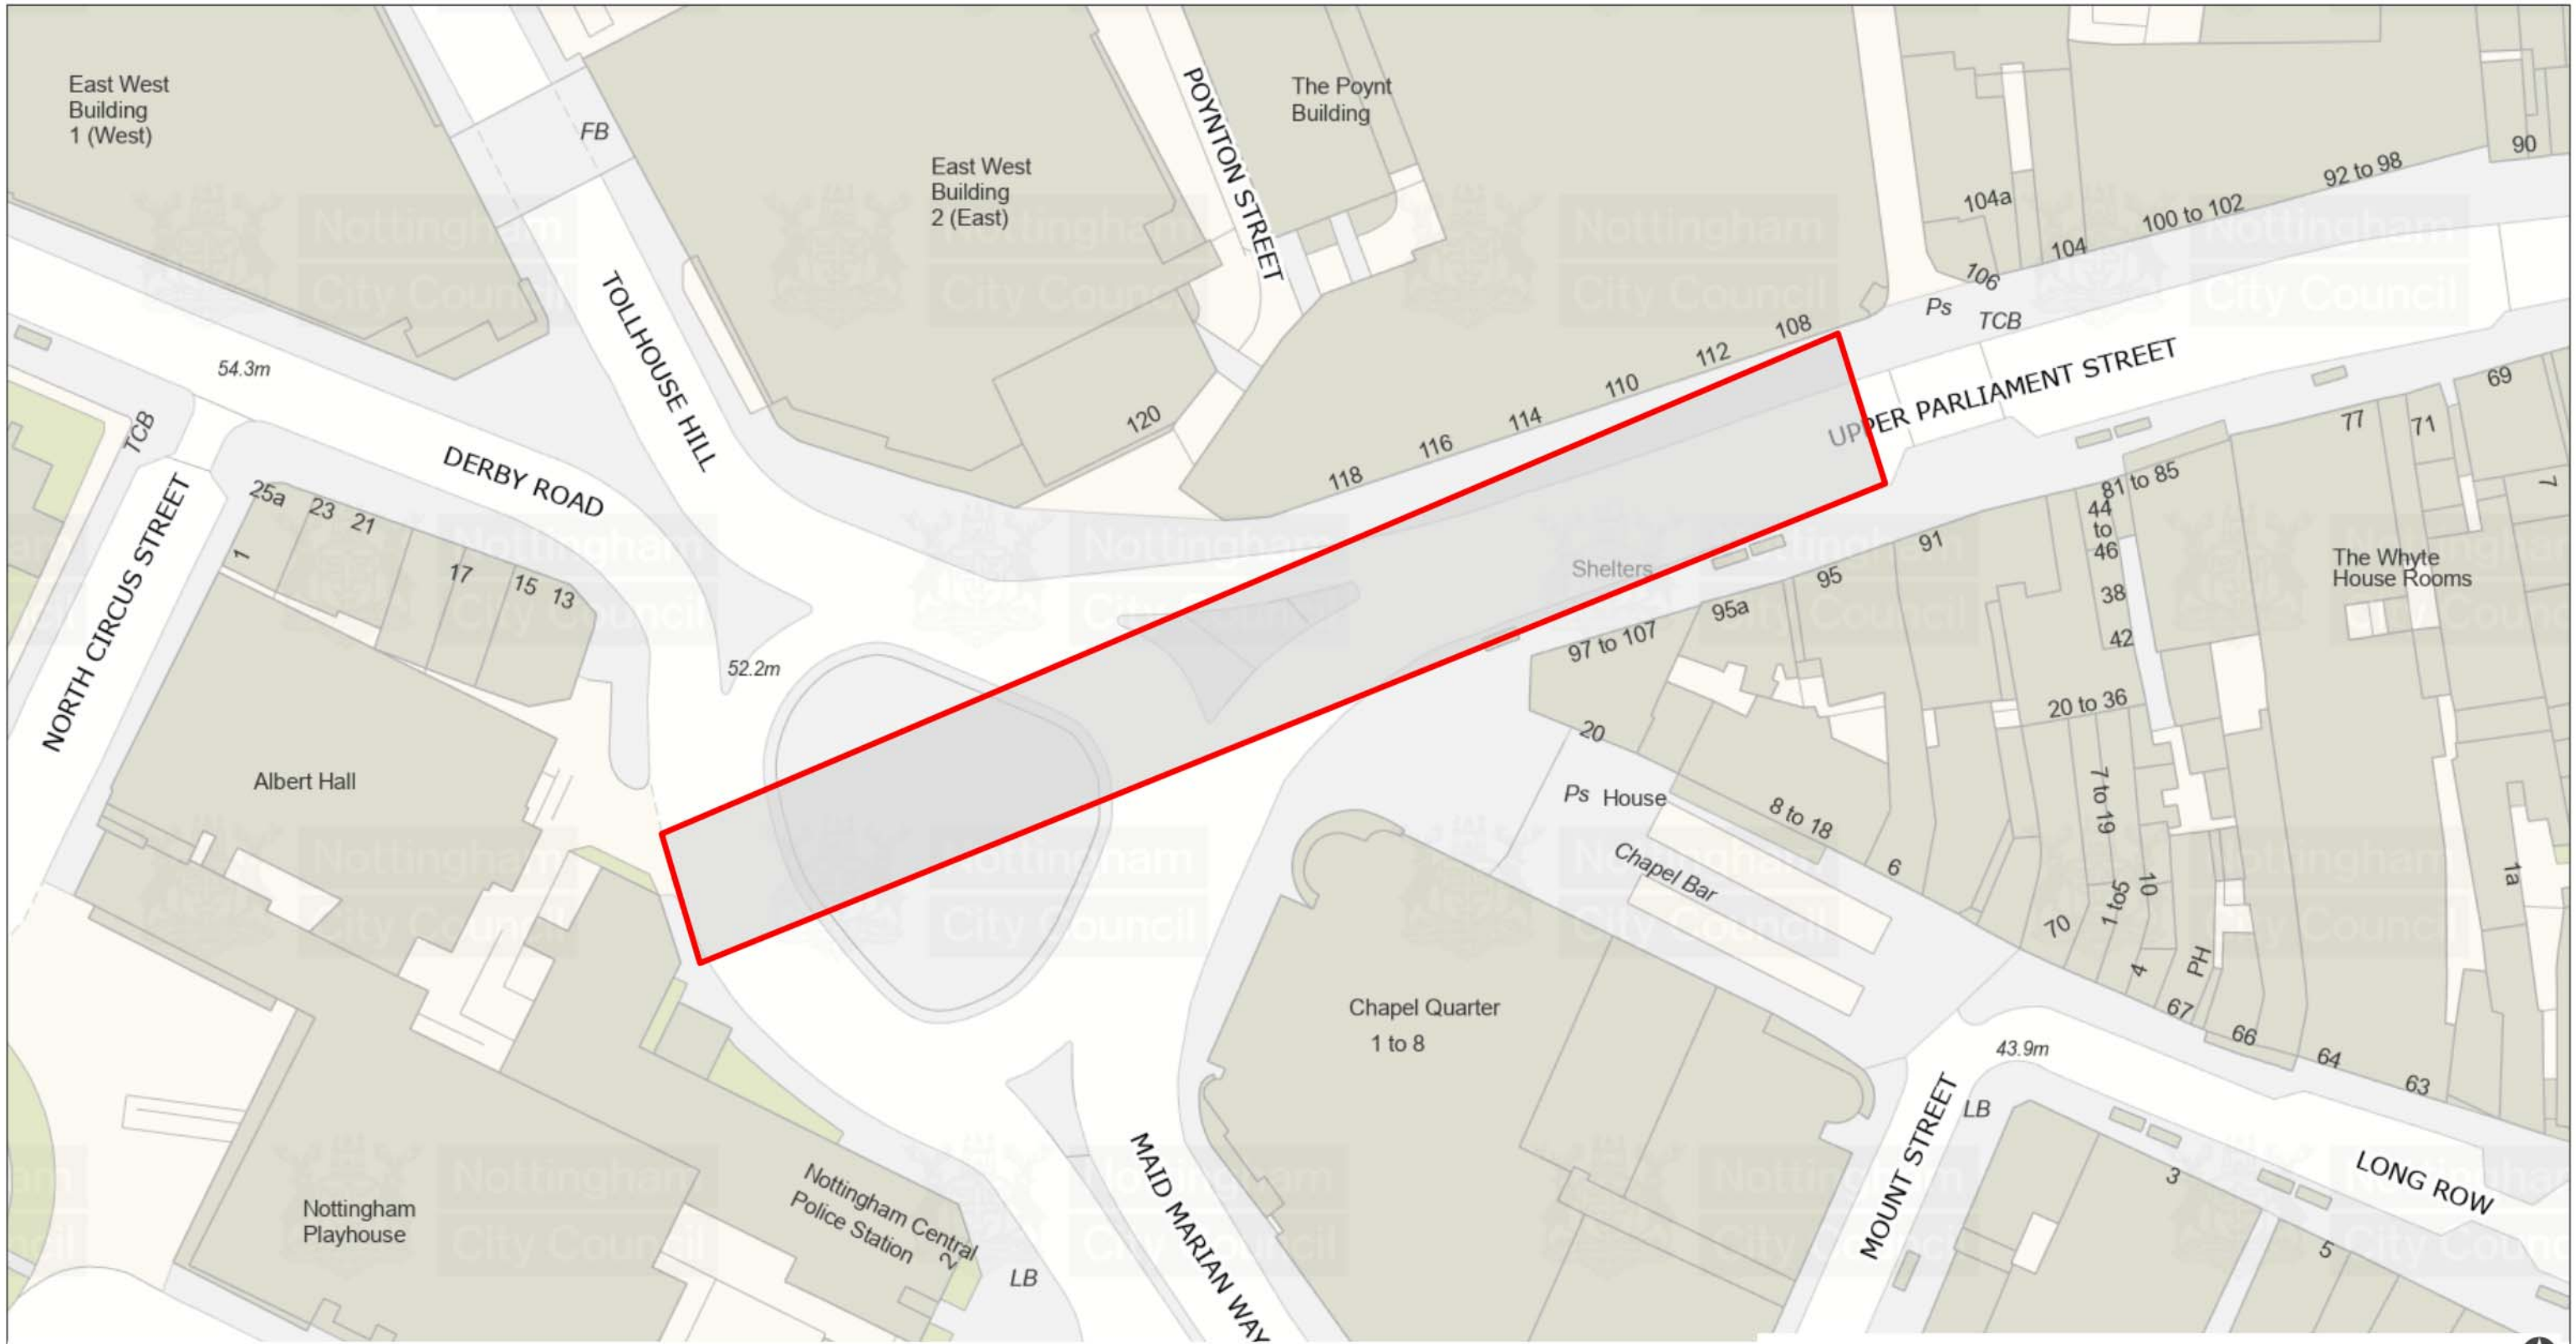 East West
Building
1 (West)
FB
East West
Building
2 (East)
POYNTON STREET
The Poynt
Building
104a
106
104
100 to 102
92 to 98
90
Ps
TCB
54.3m
TCB
TOLLHOUSE HILL
DERBY ROAD
NORTH CIRCUS STREET
120
118
116
114
110
112
108
UPPER PARLIAMENT STREET
69
71
77
7
81 to 85
44
to
46
38
42
25a
23
21
1
17
15
13
52.2m
Shelters
91
95
95a
97 to 107
20
The Whyte
House Rooms
20 to 36
7 to 19
Albert Hall
Ps
House
8 to 18
Chapel Bar
6
70
1 to5
10
4
PH
67
66
64
63
1a
Chapel Quarter
1 to 8
43.9m
LB
MOUNT STREET
LONG ROW
3
5
MAID MARIAN WAY
Nottingham Central
Police Station
2
LB
Nottingham
Playhouse
Nottingham
City Council